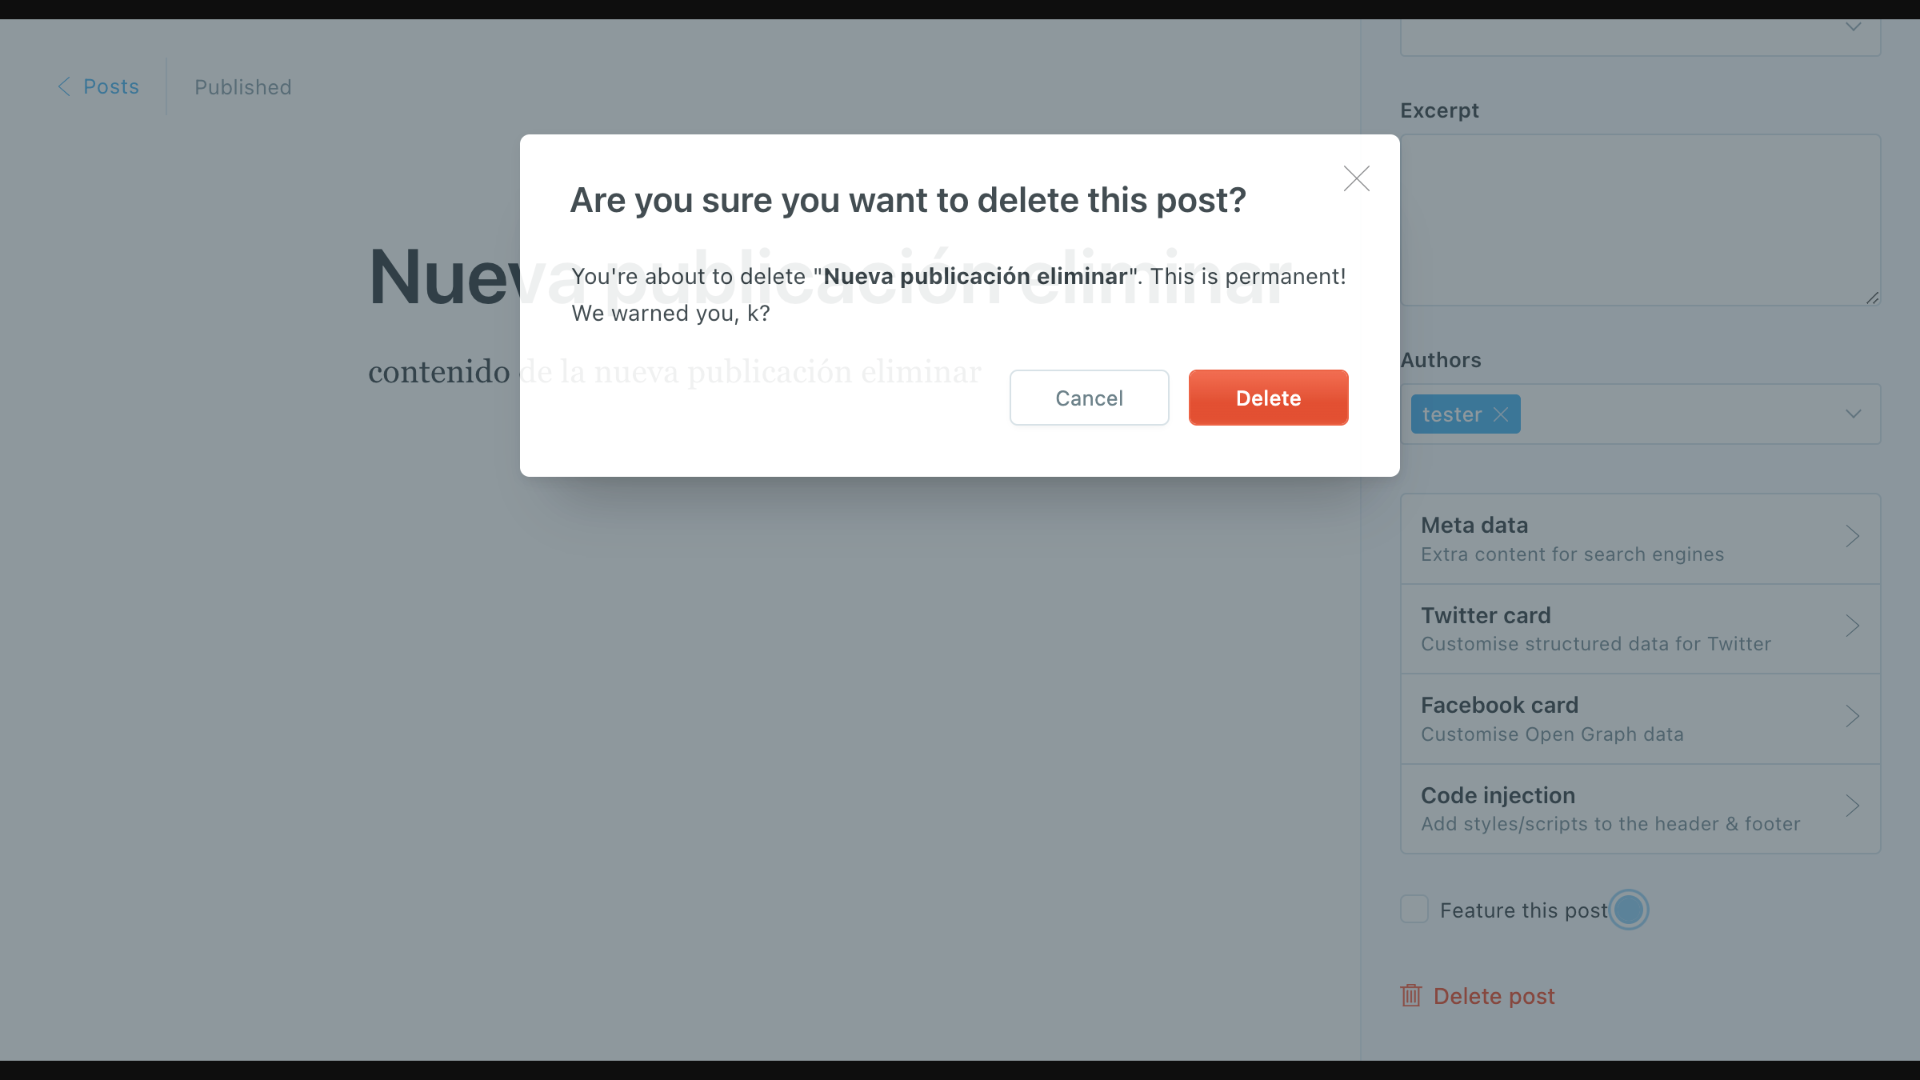 Posts
Published
Excerpt
Are you sure you want to delete this post?
Nueva publicación eliminar
You're about to delete "Nueva publicación eliminar". This is permanent!
We warned you, k?
contenido de la nueva publicación eliminar
Cancel
Delete
Authors
tester
Meta data
Extra content for search engines
Twitter card
Customise structured data for Twitter
Facebook card
Customise Open Graph data
Code injection
Add styles/scripts to the header & footer
Feature this post
Delete post